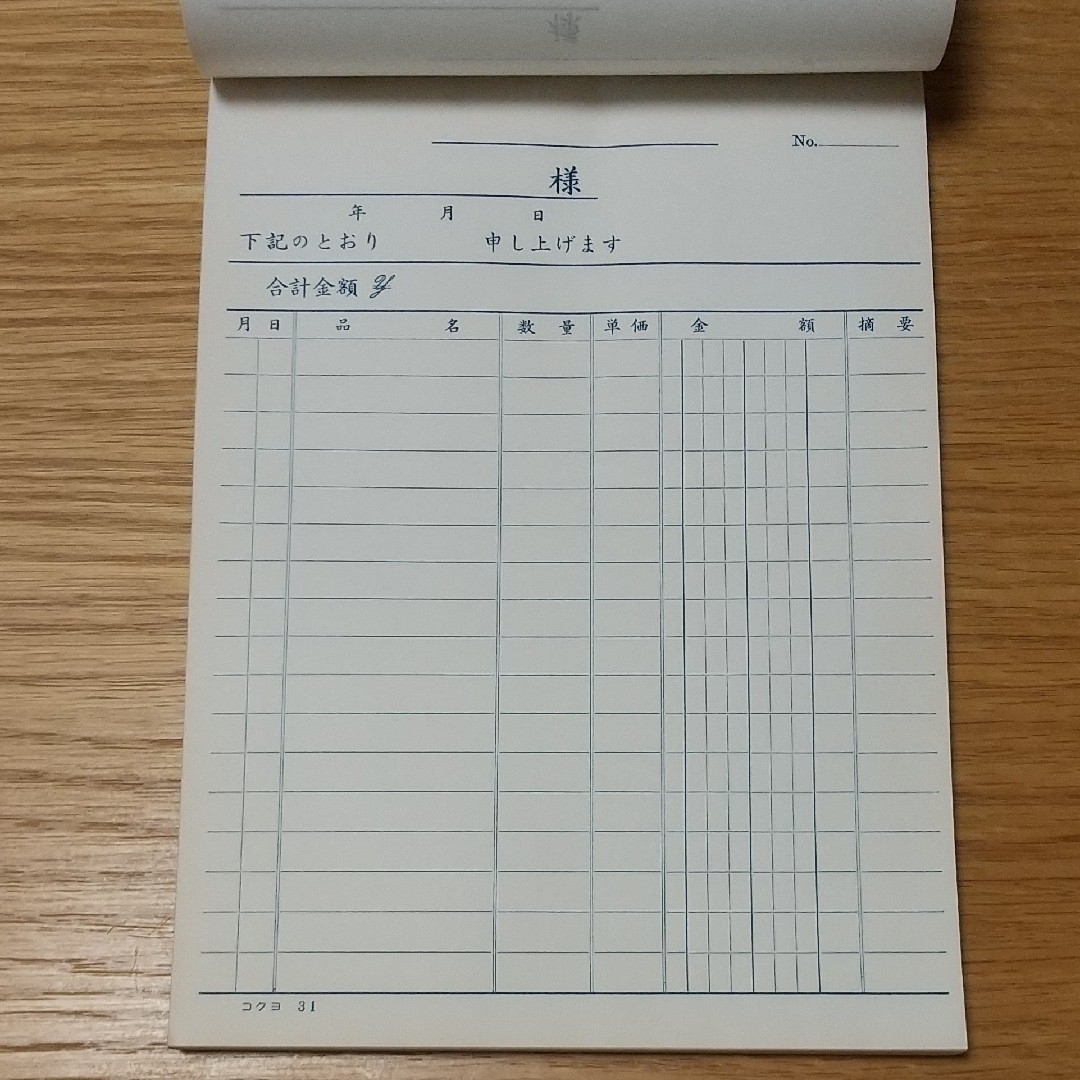 No.
様
年 月 日
下記のとおり 申し上げます
合計金額 ¥
月 日 品 名 数 量 単 価 金 額 摘 要
コクヨ 31